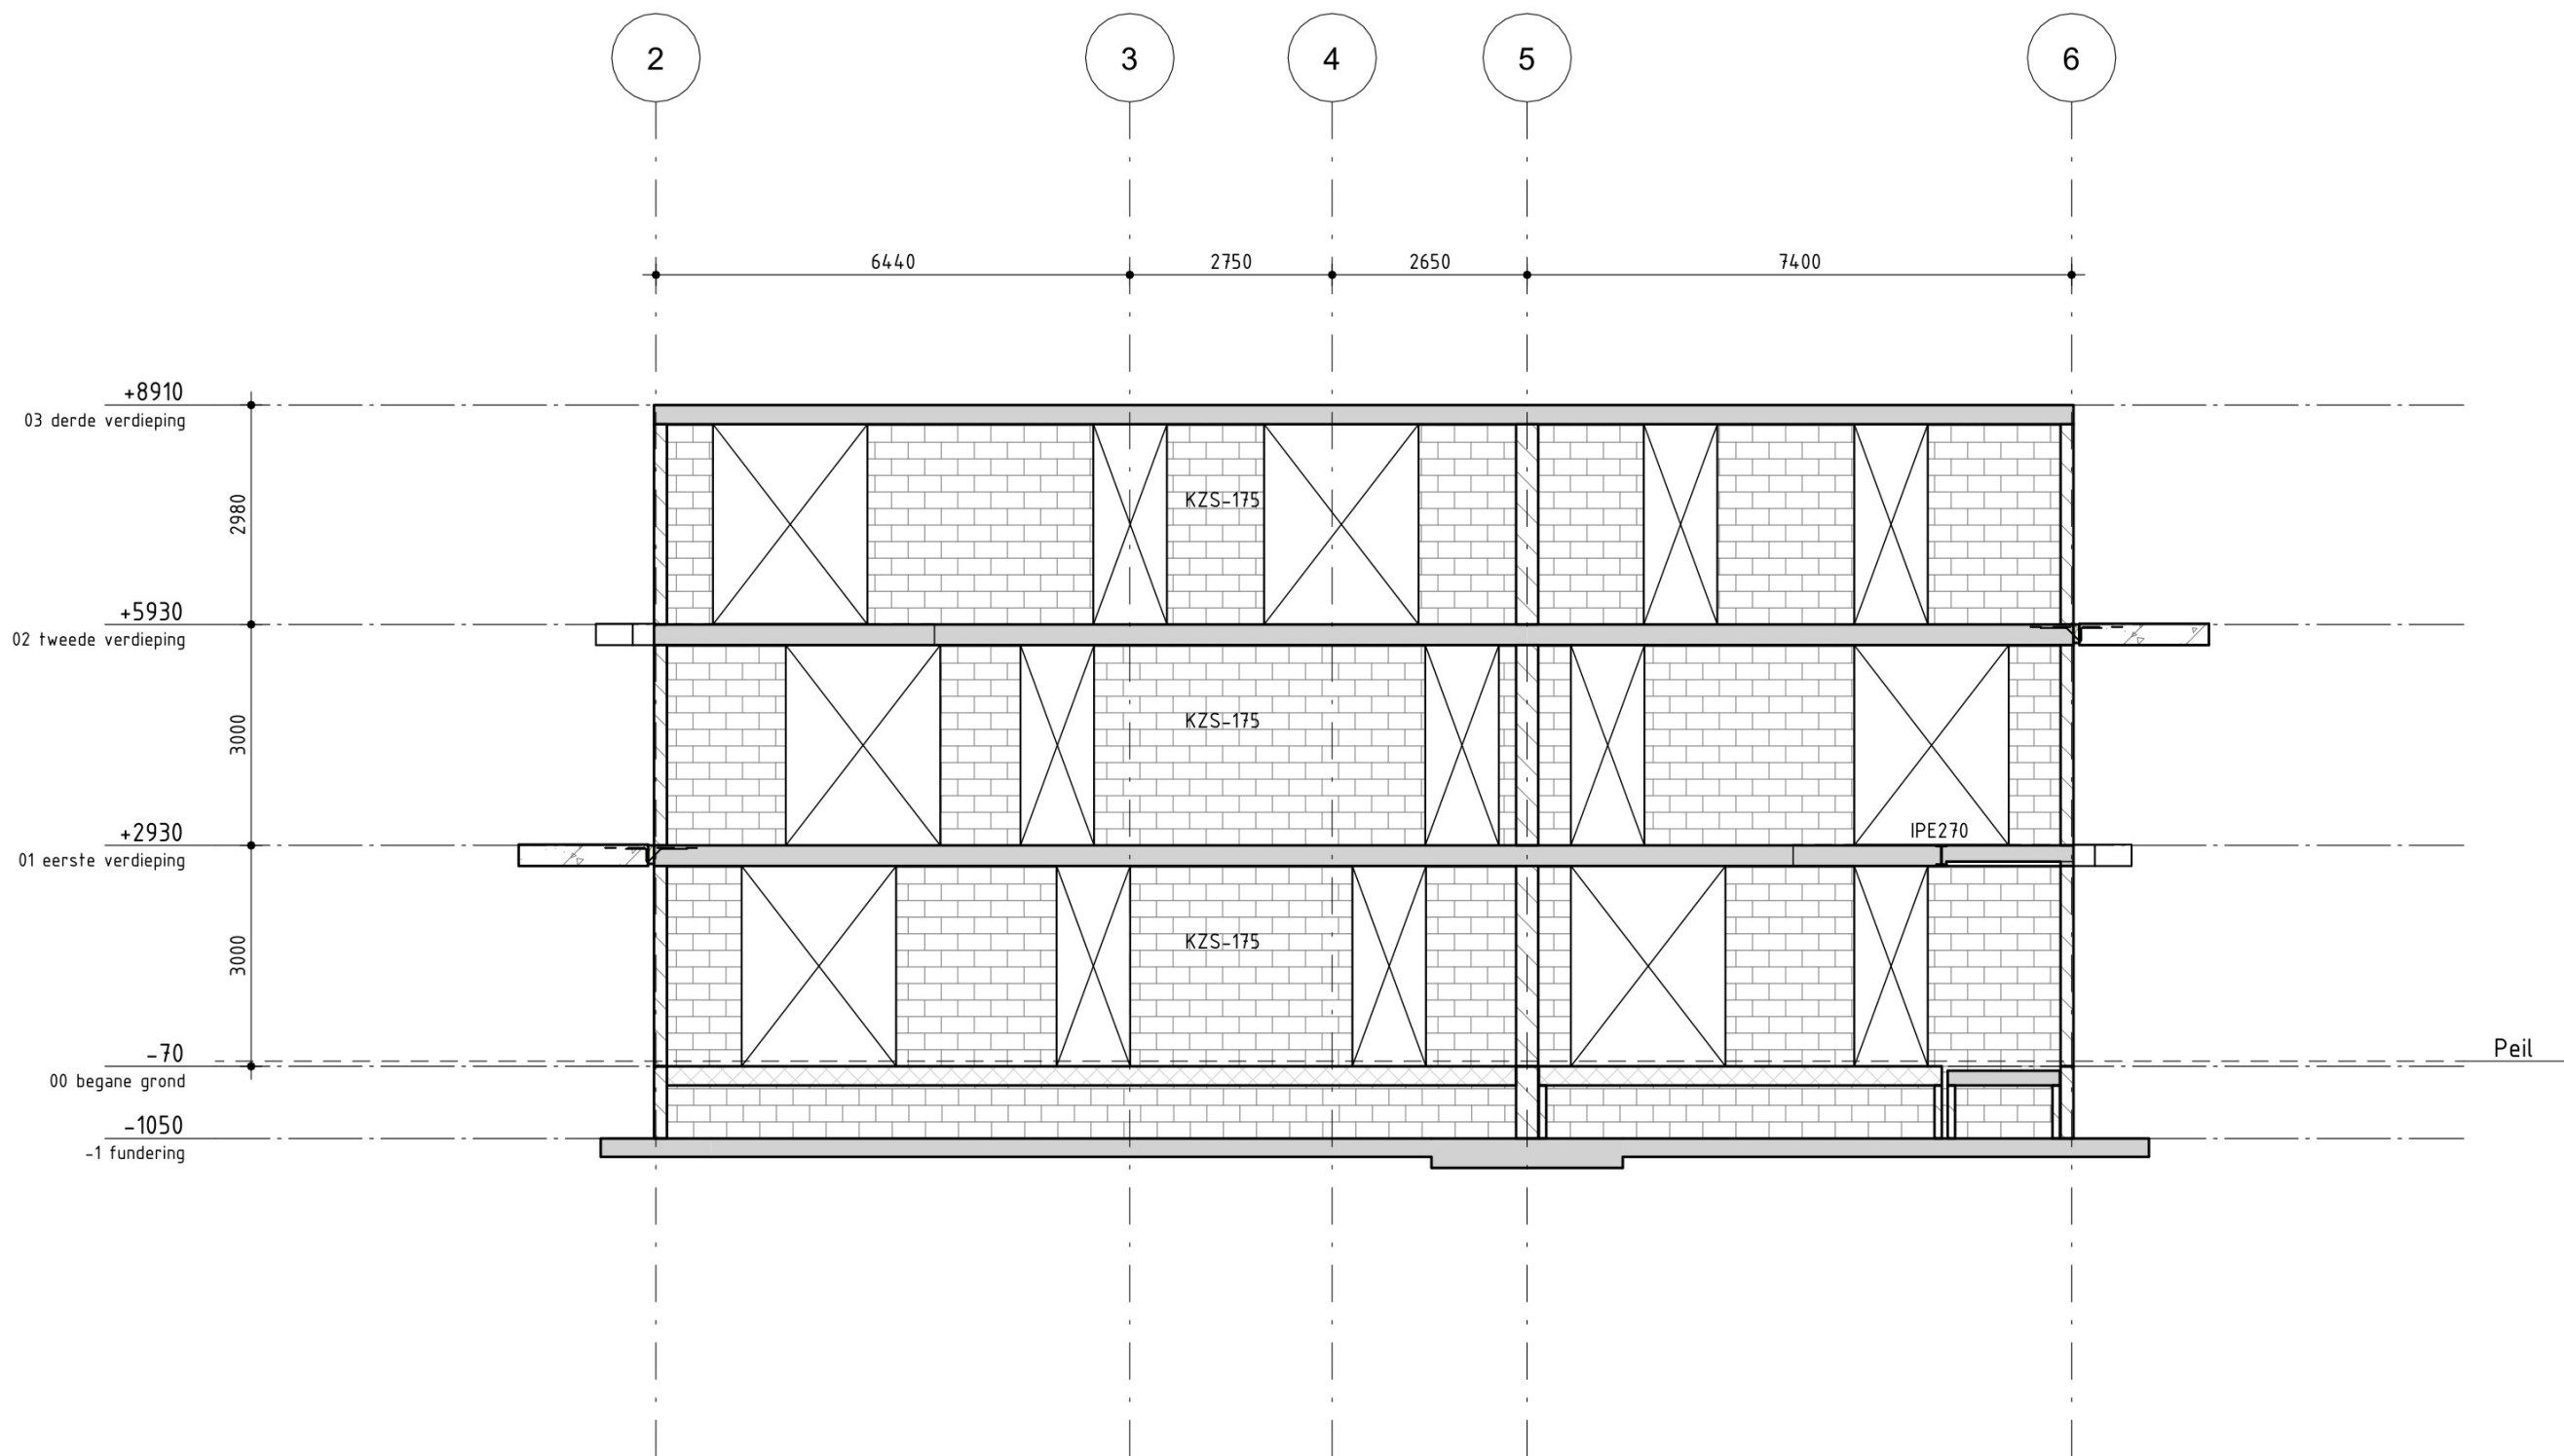 2 3 4 5 6
6440 2750 2650 7400
+8910
03 derde verdieping
2980
KZS-175
+5930
02 tweede verdieping
3000
KZS-175
IPE270
+2930
01 eerste verdieping
3000
KZS-175
Peil
-70
00 begane grond
-1050
-1 fundering